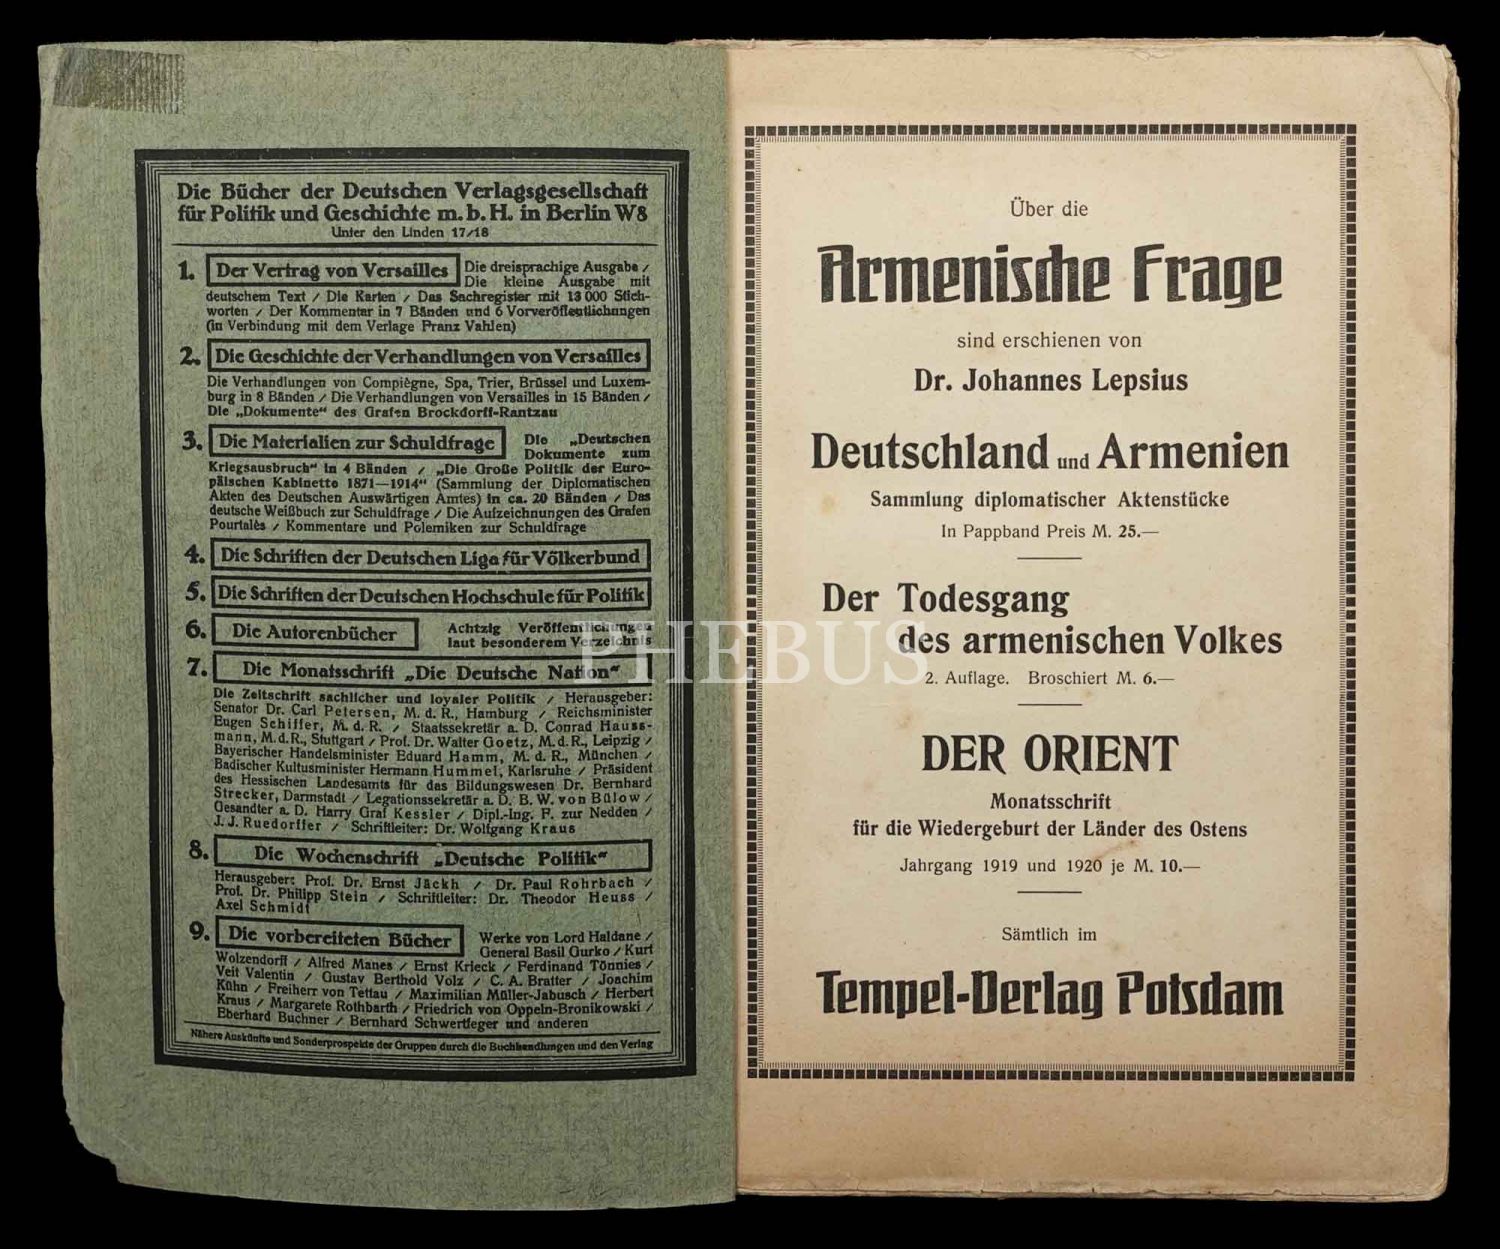 Die Bücher der Deutschen Verlagsgesellschaft
für Politik und Geschichte m. b. H. in Berlin W8
Unter den Linden 17/18
1. Der Vertrag von Versailles Die dreisprachige Ausgabe /
Die kleine Ausgabe mit
deutschem Text / Die Karten / Das Sachregister mit 13 000 Stich-
worten / Der Kommentar in 7 Bänden und 6 Vorveröffentlichungen
(in Verbindung mit dem Verlage Franz Vahlen)
2. Die Geschichte der Verhandlungen von Versailles
Die Verhandlungen von Compiègne, Spa, Trier, Brüssel und Luxem-
burg in 8 Bänden / Die Verhandlungen von Versailles in 15 Bänden /
Die „Dokumente“ des Grafen Brockdorff-Rantzau
3. Die Materialien zur Schuldfrage Die „Deutschen
Dokumente zum
Kriegsausbruch“ in 4 Bänden / „Die Große Politik der Euro-
päischen Kabinette 1871—1914“ (Sammlung der Diplomatischen
Akten des Deutschen Auswärtigen Amtes) in ca. 20 Bänden / Das
deutsche Weißbuch zur Schuldfrage / Die Aufzeichnungen des Grafen
Pourtalès / Kommentare und Polemiken zur Schuldfrage
4. Die Schriften der Deutschen Liga für Völkerbund
5. Die Schriften der Deutschen Hochschule für Politik
6. Die Autorenbücher Achtzig Veröffentlichungen
laut besonderem Verzeichnis
7. Die Monatsschrift „Die Deutsche Nation“
Die Zeitschrift sachlicher und loyaler Politik / Herausgeber:
Senator Dr. Carl Petersen, M. d. R., Hamburg / Reichsminister
Eugen Schiffer, M. d. R. / Staatssekretär a. D. Conrad Hauss-
mann, M. d. R., Stuttgart / Prof. Dr. Walter Goetz, M. d. R., Leipzig /
Bayerischer Handelsminister Eduard Hamm, M. d. R., München /
Badischer Kultusminister Hermann Hummel, Karlsruhe / Präsident
des Hessischen Landesamts für das Bildungswesen Dr. Bernhard
Strecker, Darmstadt / Legationssekretär a. D. B. W. von Bülow /
Gesandter a. D. Harry Graf Kessler / Dipl.-Ing. F. zur Nedden /
J. J. Ruedorffer / Schriftleiter: Dr. Wolfgang Kraus
8. Die Wochenschrift „Deutsche Politik“
Herausgeber: Prof. Dr. Ernst Jäckh / Dr. Paul Rohrbach /
Prof. Dr. Philipp Stein / Schriftleiter: Dr. Theodor Heuss /
Axel Schmidt
9. Die vorbereiteten Bücher Werke von Lord Haldane /
General Basil Gurko / Kurt
Wolzendorff / Alfred Manes / Ernst Krieck / Ferdinand Tönnies /
Veit Valentin / Gustav Berthold Volz / C. A. Bratter / Joachim
Kühn / Freiherr von Tettau / Maximilian Müller-Jabusch / Herbert
Kraus / Margarete Rothbarth / Friedrich von Oppeln-Bronikowski /
Eberhard Buchner / Bernhard Schwertfeger und anderen
Nähere Auskünfte und Sonderprospekte der Gruppen durch die Buchhandlungen und den Verlag
Über die
Armenische Frage
sind erschienen von
Dr. Johannes Lepsius
Deutschland und Armenien
Sammlung diplomatischer Aktenstücke
In Pappband Preis M. 25.—
Der Todesgang
des armenischen Volkes
2. Auflage. Broschiert M. 6.—
DER ORIENT
Monatsschrift
für die Wiedergeburt der Länder des Ostens
Jahrgang 1919 und 1920 je M. 10.—
Sämtlich im
Tempel-Verlag Potsdam
PHEBUS